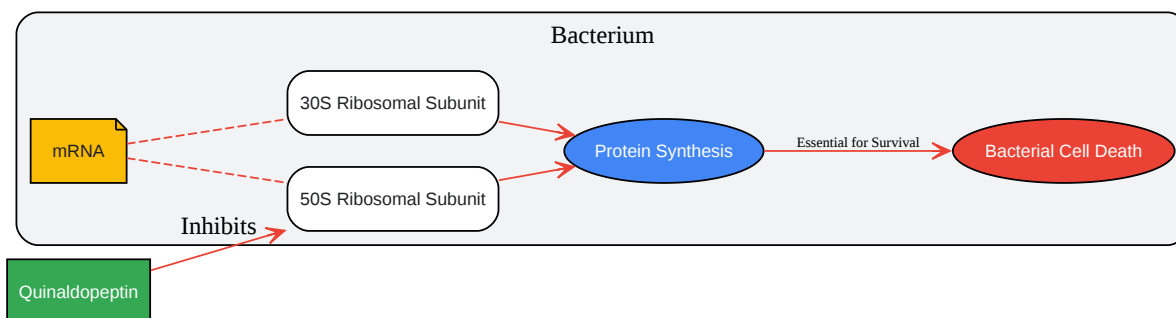 Bacterium
30S Ribosomal Subunit
mRNA
Protein Synthesis
Essential for Survival
Bacterial Cell Death
50S Ribosomal Subunit
Inhibits
Quinaldopeptin